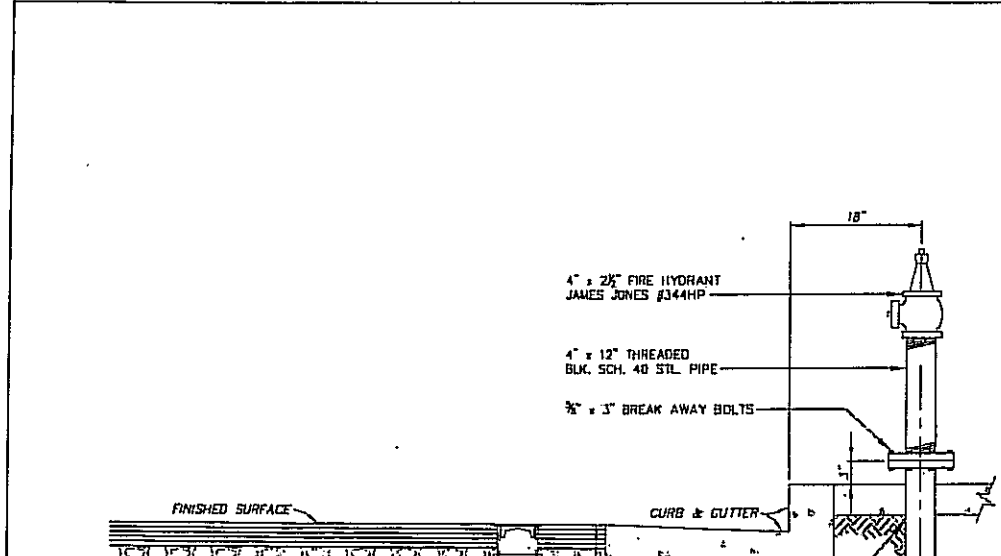 18"
4" x 2½" FIRE HYDRANT
JAMES JONES #344HP
4" x 12" THREADED
BLK. SCH. 40 STL. PIPE
⅝" x 3" BREAK AWAY BOLTS
3"
FINISHED SURFACE
CURB & GUTTER